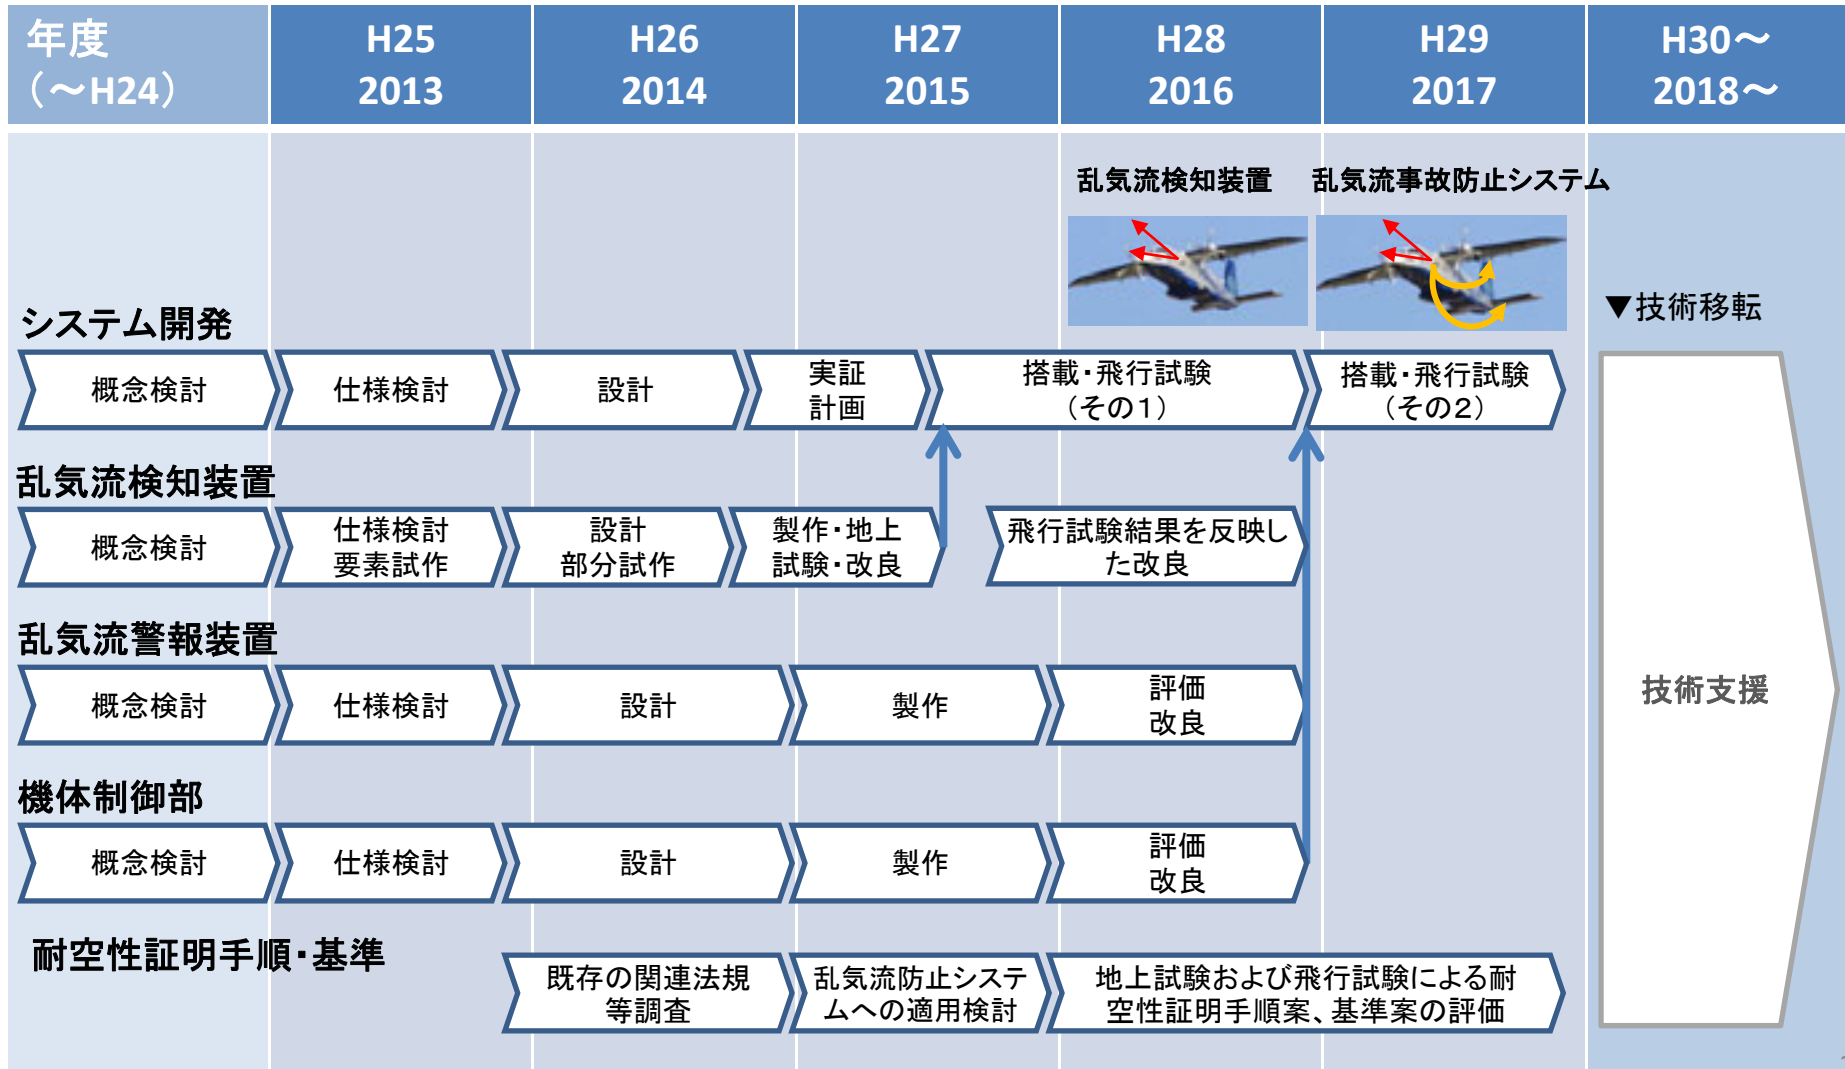 年度
（～H24）
H25
2013
H26
2014
H27
2015
H28
2016
H29
2017
H30～
2018～
乱気流検知装置
乱気流事故防止システム
▼技術移転
システム開発
概念検討
仕様検討
設計
実証
計画
搭載・飛行試験
（その１）
搭載・飛行試験
（その２）
乱気流検知装置
概念検討
仕様検討
要素試作
設計
部分試作
製作・地上
試験・改良
飛行試験結果を反映し
た改良
乱気流警報装置
概念検討
仕様検討
設計
製作
評価
改良
技術支援
機体制御部
概念検討
仕様検討
設計
製作
評価
改良
耐空性証明手順・基準
既存の関連法規
等調査
乱気流防止システ
ムへの適用検討
地上試験および飛行試験による耐
空性証明手順案、基準案の評価